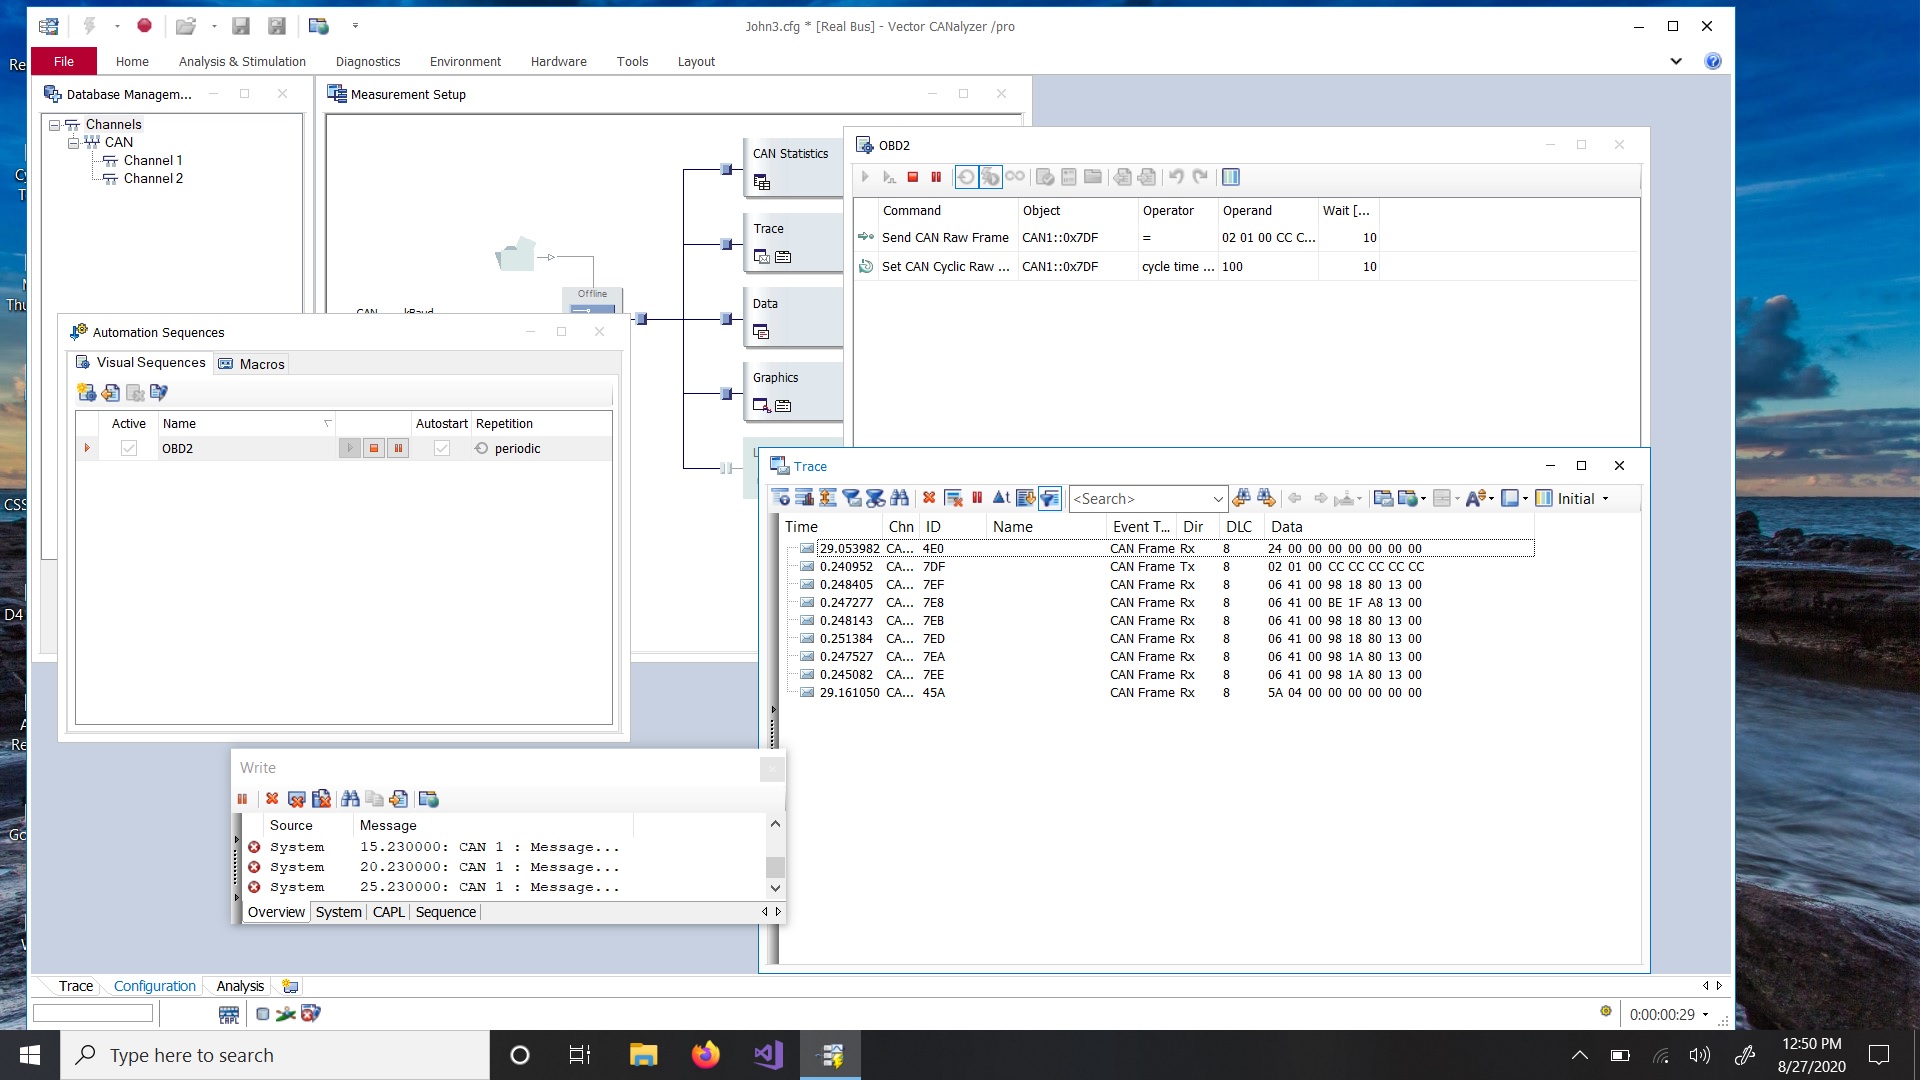 John3.cfg * [Real Bus] - Vector CANalyzer /pro
File Home Analysis & Stimulation Diagnostics Environment Hardware Tools Layout
Database Managem...
Channels
CAN
Channel 1
Channel 2
Measurement Setup
Offline
CAN Statistics
Trace
Data
Graphics
OBD2
Command Object Operator Operand Wait [...
Send CAN Raw Frame CAN1::0x7DF = 02 01 00 CC C... 10
Set CAN Cyclic Raw ... CAN1::0x7DF cycle time ... 100 10
Automation Sequences
Visual Sequences Macros
Active Name Autostart Repetition
OBD2 periodic
Trace
<Search> Initial
Time Chn ID Name Event T... Dir DLC Data
29.053982 CA... 4E0 CAN Frame Rx 8 24 00 00 00 00 00 00 00
0.240952 CA... 7DF CAN Frame Tx 8 02 01 00 CC CC CC CC CC
0.248405 CA... 7EF CAN Frame Rx 8 06 41 00 98 18 80 13 00
0.247277 CA... 7E8 CAN Frame Rx 8 06 41 00 BE 1F A8 13 00
0.248143 CA... 7EB CAN Frame Rx 8 06 41 00 98 18 80 13 00
0.251384 CA... 7ED CAN Frame Rx 8 06 41 00 98 18 80 13 00
0.247527 CA... 7EA CAN Frame Rx 8 06 41 00 98 1A 80 13 00
0.245082 CA... 7EE CAN Frame Rx 8 06 41 00 98 1A 80 13 00
29.161050 CA... 45A CAN Frame Rx 8 5A 04 00 00 00 00 00 00
Write
Source Message
System 15.230000: CAN 1 : Message...
System 20.230000: CAN 1 : Message...
System 25.230000: CAN 1 : Message...
Overview System CAPL Sequence
Trace Configuration Analysis
CAPL
0:00:00:29
Type here to search
12:50 PM
8/27/2020